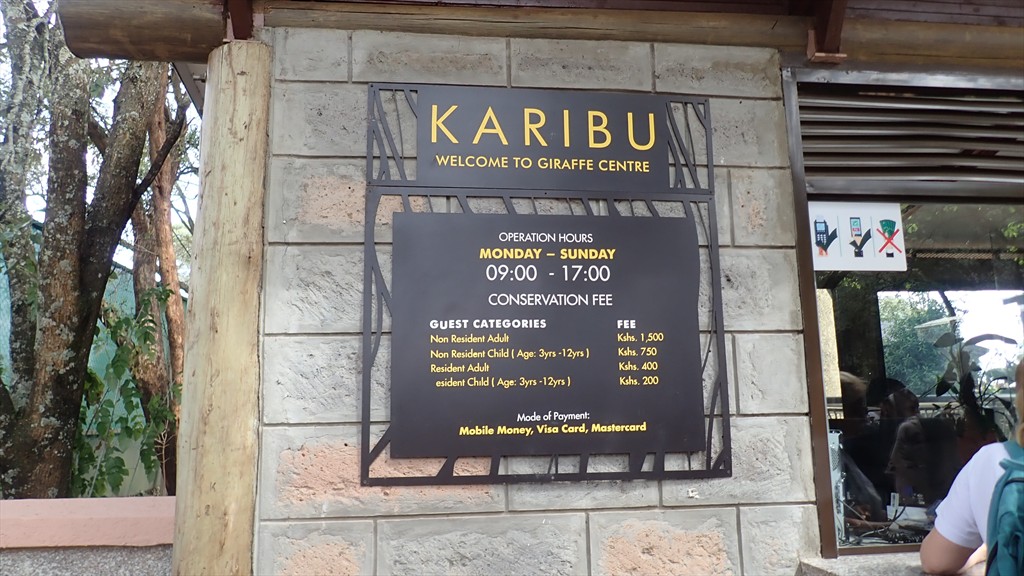 KARIBU
WELCOME TO GIRAFFE CENTRE
OPERATION HOURS
MONDAY – SUNDAY
09:00 - 17:00
CONSERVATION FEE
GUEST CATEGORIES FEE
Non Resident Adult Kshs. 1,500
Non Resident Child ( Age: 3yrs -12yrs ) Kshs. 750
Resident Adult Kshs. 400
esident Child ( Age: 3yrs -12yrs ) Kshs. 200
Mode of Payment:
Mobile Money, Visa Card, Mastercard